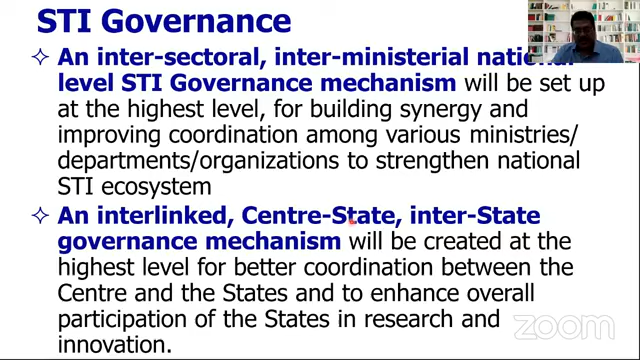 STI Governance
✧ An inter-sectoral, inter-ministerial national
level STI Governance mechanism will be set up
at the highest level, for building synergy and
improving coordination among various ministries/
departments/organizations to strengthen national
STI ecosystem
✧ An interlinked, Centre-State, inter-State
governance mechanism will be created at the
highest level for better coordination between the
Centre and the States and to enhance overall
participation of the States in research and
innovation.
zoom